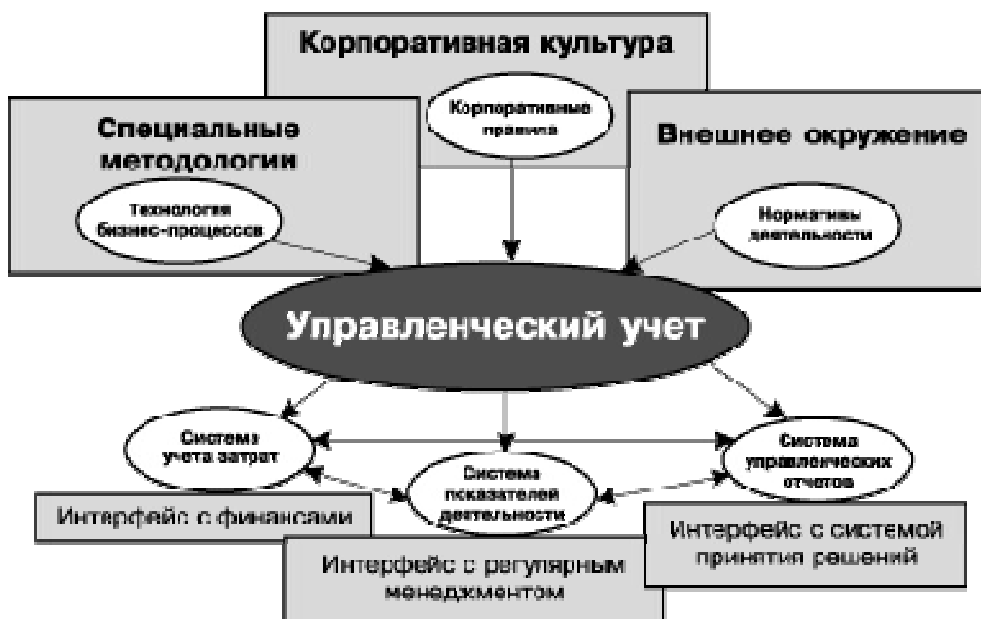 Корпоративная культура
Корпоративные
правила
Специальные
методологии
Технология
бизнес-процессов
Внешнее окружение
Нормативы
деятельности
Управленческий учет
Система
учета затрат
Система
показателей
деятельности
Система
управленческих
отчетов
Интерфейс с финансами
Интерфейс с регулярным
менеджментом
Интерфейс с системой
принятия решений